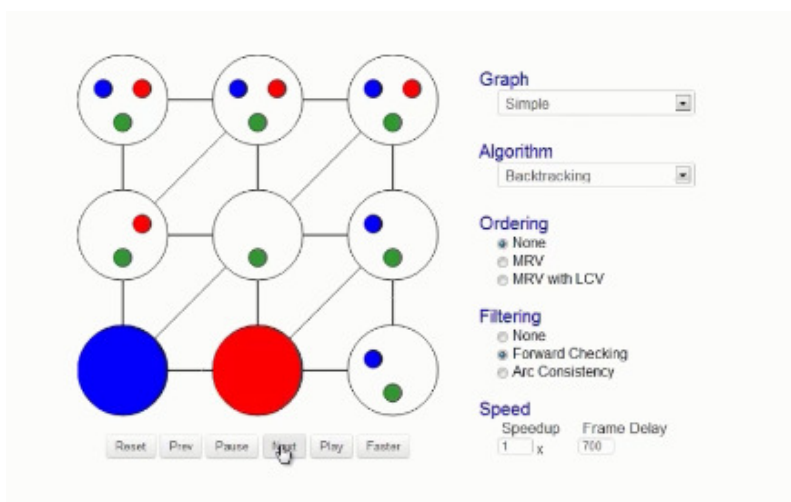 Graph
Simple
Algorithm
Backtracking
Ordering
None
MRV
MRV with LCV
Filtering
None
Forward Checking
Arc Consistency
Speed
Speedup Frame Delay
1 x 700
Reset Prev Pause Next Play Faster